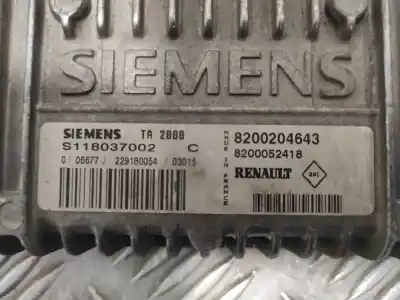 SIEMENS
SIEMENS TA 2000
S118037002 C
0 06677 J 229180054 / 03015
MADE IN FRANCE
8200204643
8200052418
RENAULT